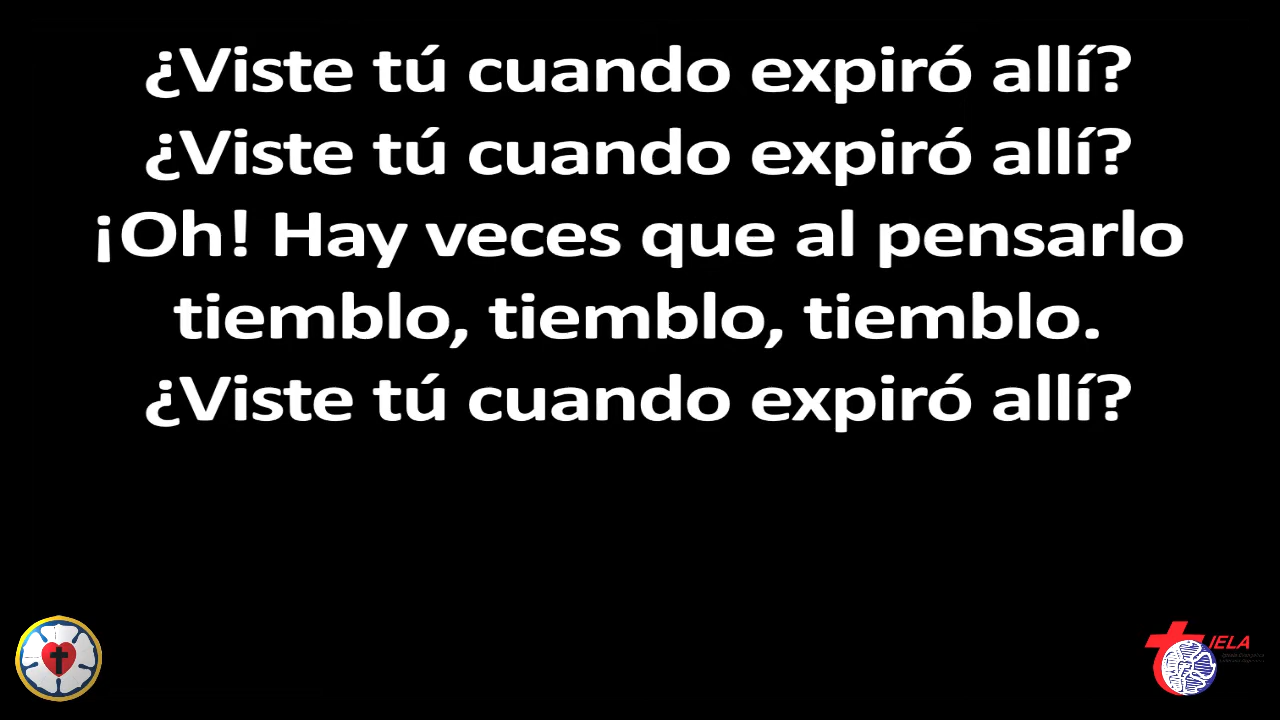 ¿Viste tú cuando expiró allí?
¿Viste tú cuando expiró allí?
¡Oh! Hay veces que al pensarlo
tiemblo, tiemblo, tiemblo.
¿Viste tú cuando expiró allí?
IELA